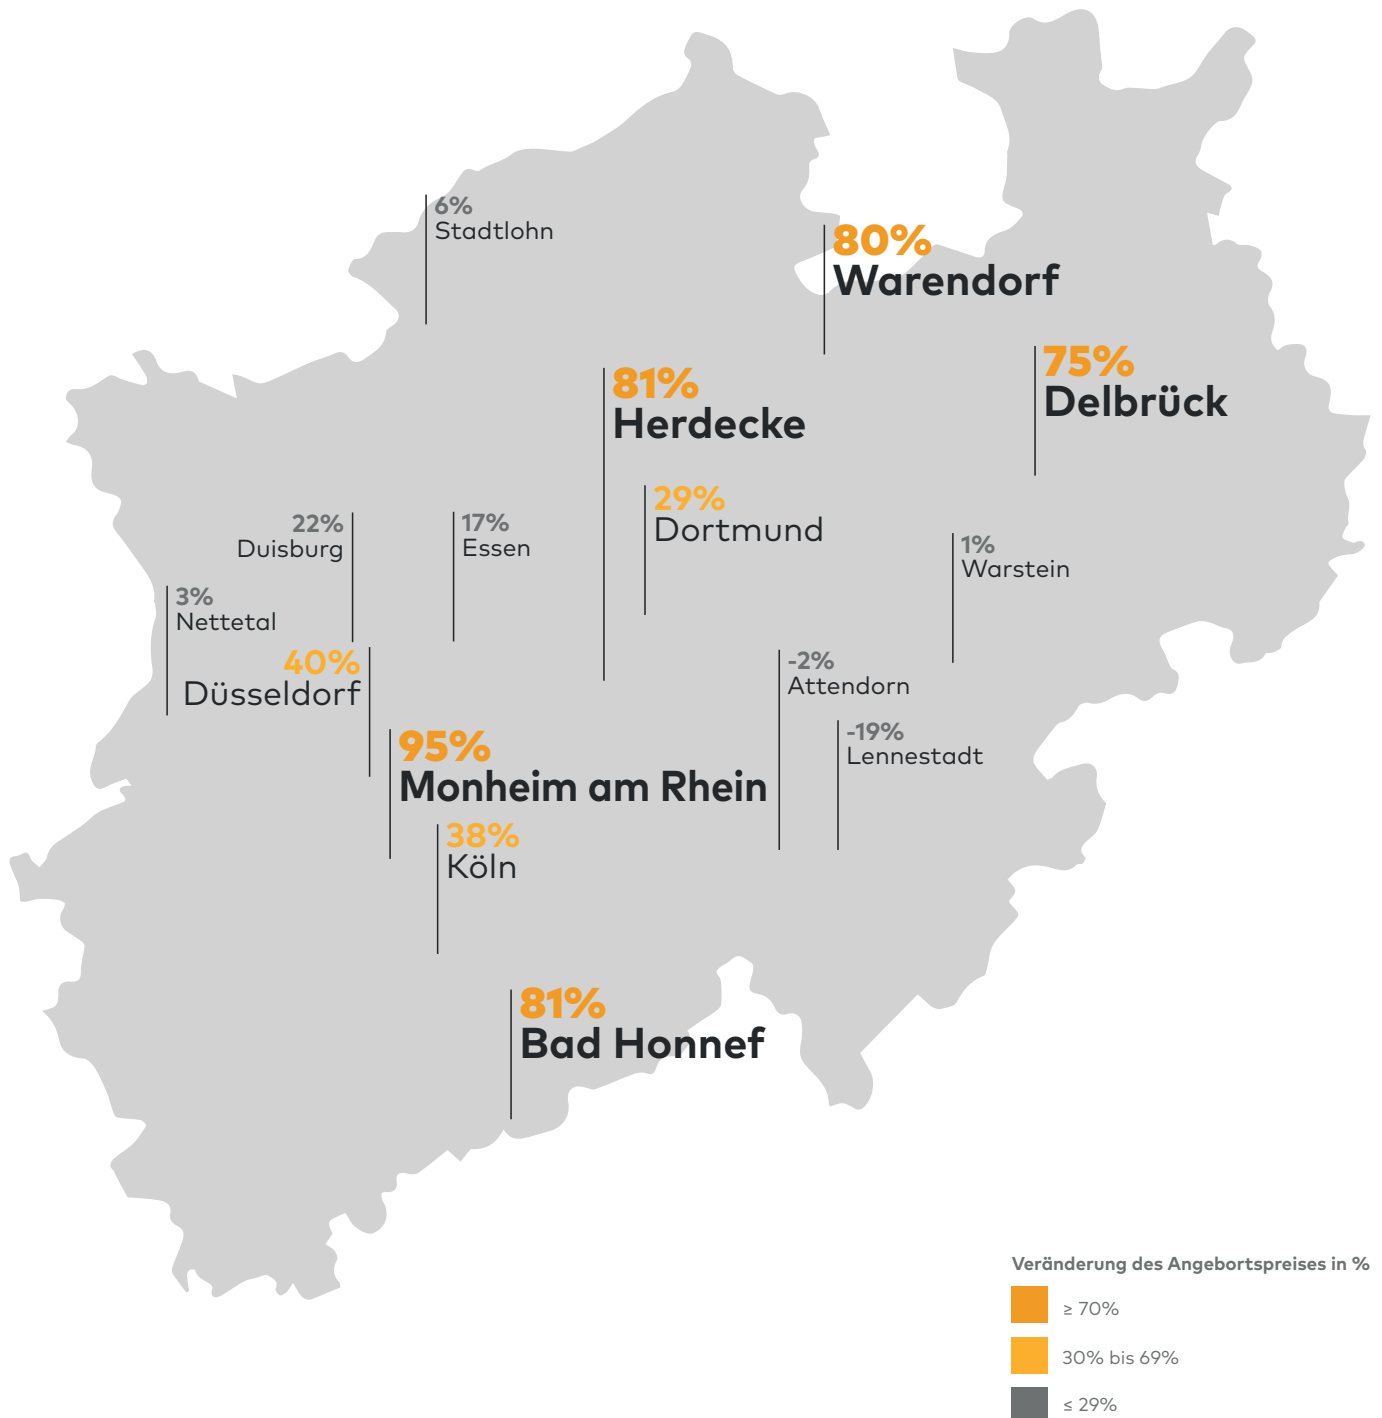 6%
Stadtlohn
80%
Warendorf
75%
Delbrück
81%
Herdecke
29%
Dortmund
22%
Duisburg
17%
Essen
1%
Warstein
3%
Nettetal
40%
Düsseldorf
-2%
Attendorn
-19%
Lennestadt
95%
Monheim am Rhein
38%
Köln
81%
Bad Honnef
Veränderung des Angebortspreises in %
≥ 70%
30% bis 69%
≤ 29%